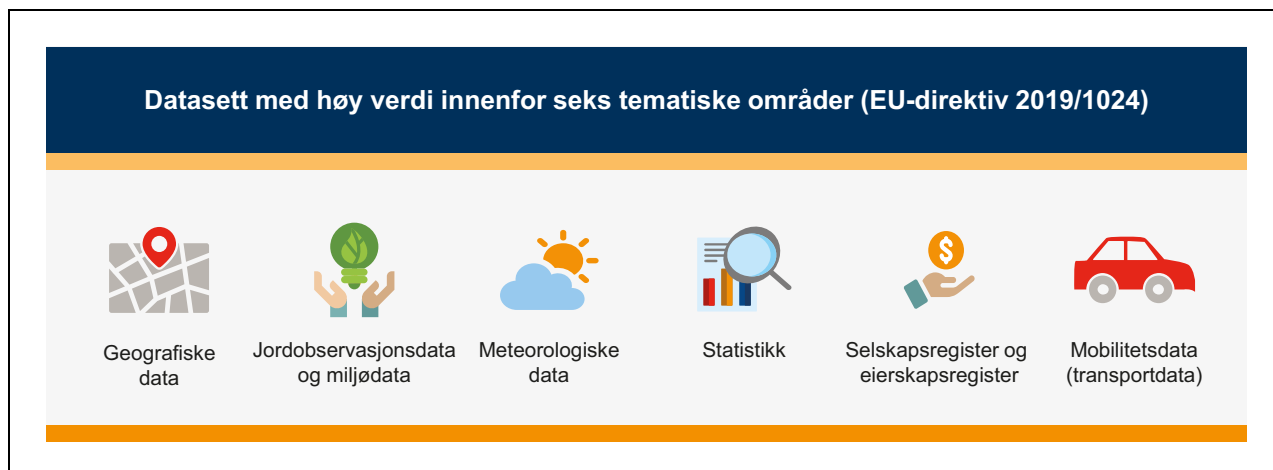 Datasett med høy verdi innenfor seks tematiske områder (EU-direktiv 2019/1024)
Geografiske
data
Jordobservasjonsdata
og miljødata
Meteorologiske
data
Statistikk
Selskapsregister og
eierskapsregister
Mobilitetsdata
(transportdata)